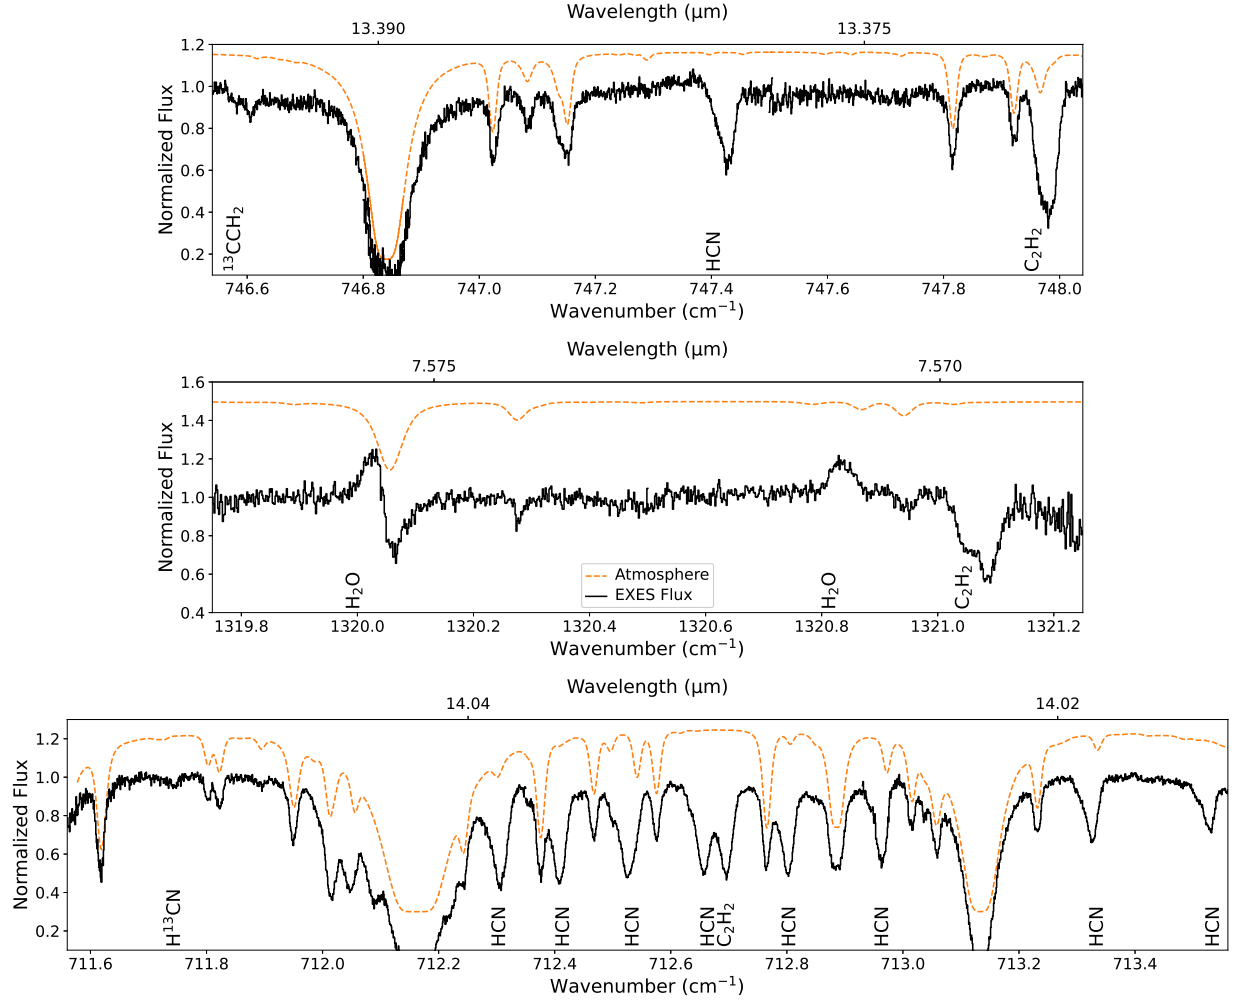 Wavelength (μm)
13.390 13.375
1.2
1.0
0.8
0.6
0.4
0.2
Normalized Flux
¹³CCH₂ HCN C₂H₂
746.6 746.8 747.0 747.2 747.4 747.6 747.8 748.0
Wavenumber (cm⁻¹)
Wavelength (μm)
7.575 7.570
1.6
1.4
1.2
1.0
0.8
0.6
0.4
Normalized Flux
H₂O H₂O C₂H₂
Atmosphere
EXES Flux
1319.8 1320.0 1320.2 1320.4 1320.6 1320.8 1321.0 1321.2
Wavenumber (cm⁻¹)
Wavelength (μm)
14.04 14.02
1.2
1.0
0.8
0.6
0.4
0.2
Normalized Flux
H¹³CN HCN HCN HCN HCN C₂H₂ HCN HCN HCN HCN
711.6 711.8 712.0 712.2 712.4 712.6 712.8 713.0 713.2 713.4
Wavenumber (cm⁻¹)